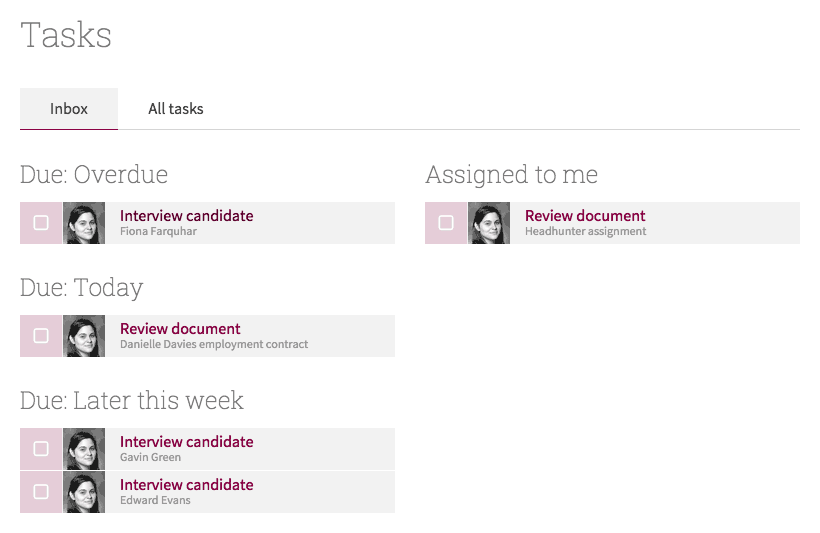 Tasks
Inbox
All tasks
Due: Overdue
Interview candidate
Fiona Farquhar
Due: Today
Review document
Danielle Davies employment contract
Due: Later this week
Interview candidate
Gavin Green
Interview candidate
Edward Evans
Assigned to me
Review document
Headhunter assignment